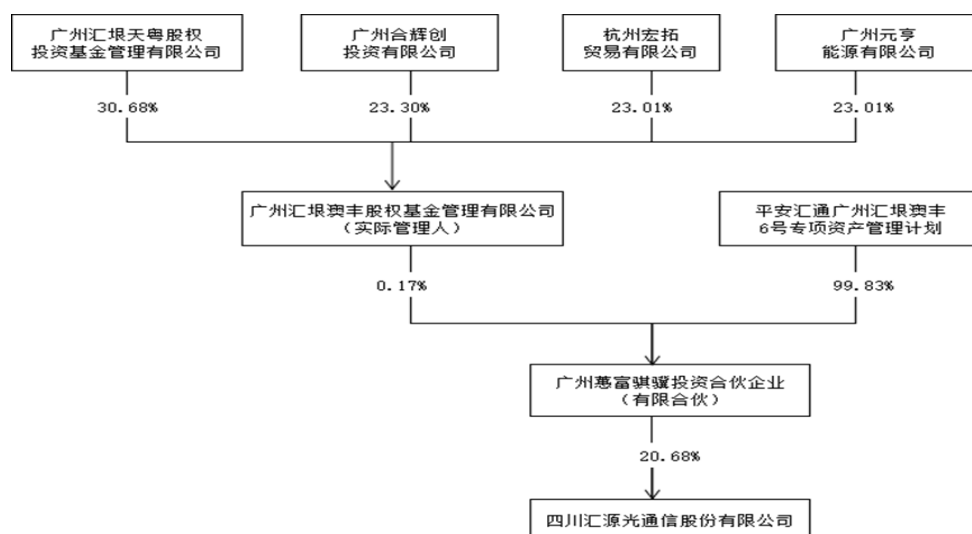 广州汇垠天粤股权
投资基金管理有限公司
广州合辉创
投资有限公司
杭州宏拓
贸易有限公司
广州元亨
能源有限公司
30.68%
23.30%
23.01%
23.01%
广州汇垠澳丰股权基金管理有限公司
（实际管理人）
平安汇通广州汇垠澳丰
6号专项资产管理计划
0.17%
99.83%
广州蕙富骐骥投资合伙企业
（有限合伙）
20.68%
四川汇源光通信股份有限公司